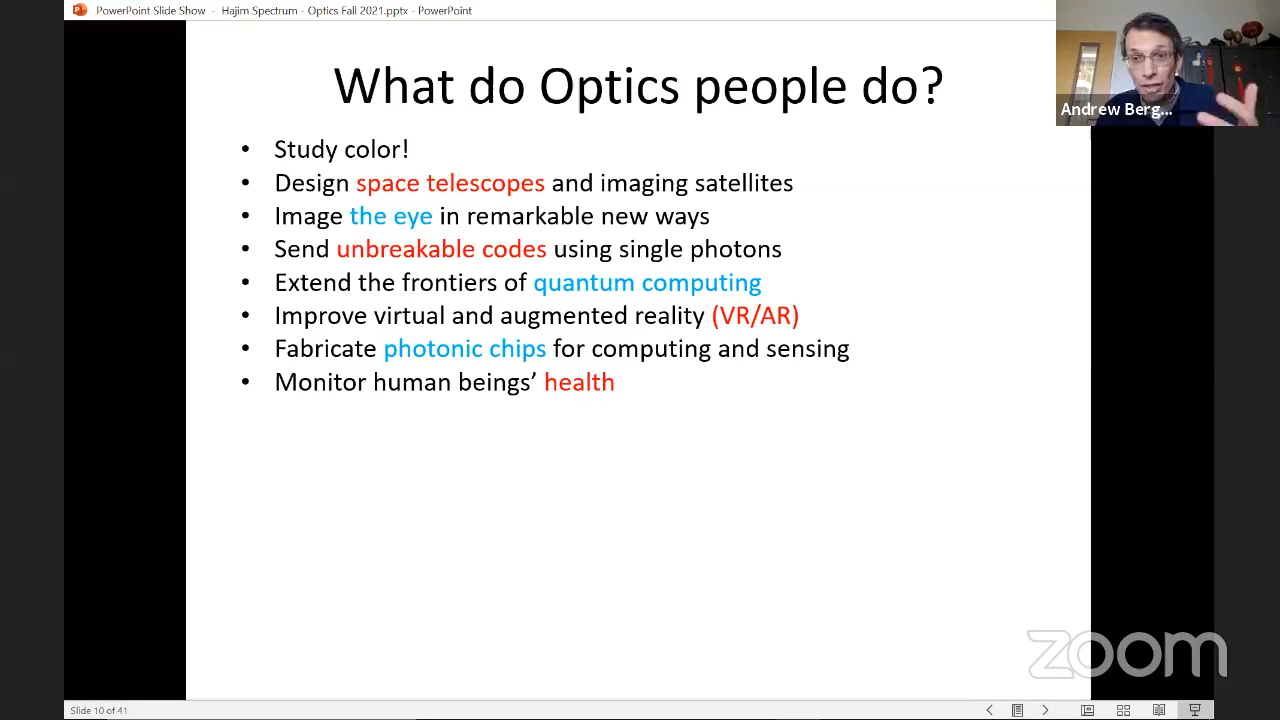 PowerPoint Slide Show - Hajim Spectrum - Optics Fall 2021.pptx - PowerPoint
What do Optics people do?
Andrew Berg...
• Study color!
• Design space telescopes and imaging satellites
• Image the eye in remarkable new ways
• Send unbreakable codes using single photons
• Extend the frontiers of quantum computing
• Improve virtual and augmented reality (VR/AR)
• Fabricate photonic chips for computing and sensing
• Monitor human beings’ health
zoom
Slide 10 of 41